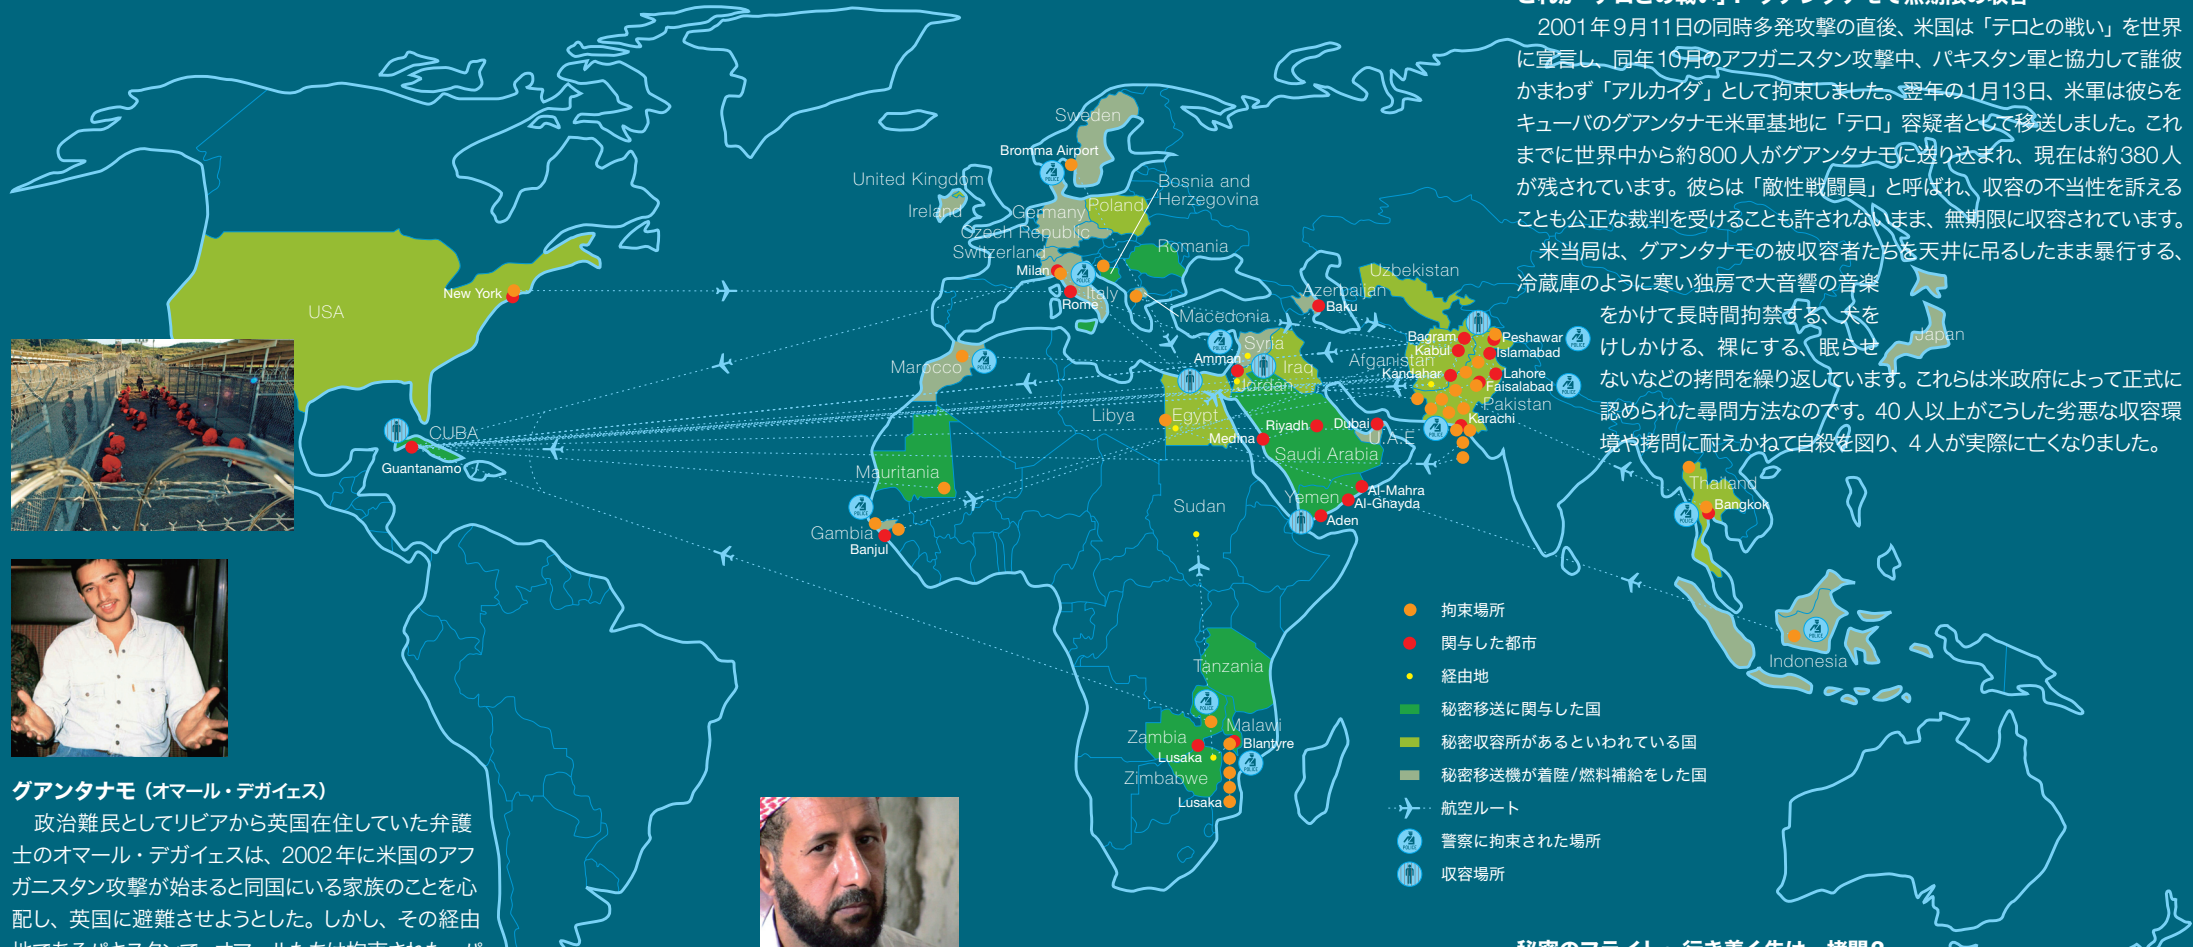 2001年9月11日の同時多発攻撃の直後、米国は「テロとの戦い」を世界
に宣言し、同年10月のアフガニスタン攻撃中、パキスタン軍と協力して誰彼
かまわず「アルカイダ」として拘束しました。翌年の1月13日、米軍は彼らを
キューバのグアンタナモ米軍基地に「テロ」容疑者として移送しました。これ
までに世界中から約800人がグアンタナモに送り込まれ、現在は約380人
が残されています。彼らは「敵性戦闘員」と呼ばれ、収容の不当性を訴える
ことも公正な裁判を受けることも許されないまま、無期限に収容されています。
米当局は、グアンタナモの被収容者たちを天井に吊るしたまま暴行する、
冷蔵庫のように寒い独房で大音響の音楽
をかけて長時間拘禁する、犬を
けしかける、裸にする、眠らせ
ないなどの拷問を繰り返しています。これらは米政府によって正式に
認められた尋問方法なのです。40人以上がこうした劣悪な収容環
境や拷問に耐えかねて自殺を図り、4人が実際に亡くなりました。
Sweden
Bromma Airport
United Kingdom
Ireland
Germany
Poland
Bosnia and
Herzegovina
Czech Republic
Switzerland
Romania
Milan
Italy
Rome
Macedonia
Uzbekistan
Azerbaijan
Baku
New York
USA
Marocco
Syria
Amman
Iraq
Jordan
Bagram
Kabul
Afganistan
Kandahar
Peshawar
Islamabad
Lahore
Faisalabad
Pakistan
Karachi
Japan
Libya
Egypt
Riyadh
Dubai
U.A.E
Medina
Saudi Arabia
CUBA
Guantanamo
Mauritania
Yemen
Al-Mahra
Al-Ghayda
Aden
Sudan
Gambia
Banjul
Thailand
Bangkok
Indonesia
Tanzania
Malawi
Zambia
Blantyre
Lusaka
Zimbabwe
Lusaka
拘束場所
関与した都市
経由地
秘密移送に関与した国
秘密収容所があるといわれている国
秘密移送機が着陸/燃料補給をした国
航空ルート
警察に拘束された場所
収容場所
グアンタナモ（オマール・デガイェス）
政治難民としてリビアから英国在住していた弁護
士のオマール・デガイェスは、2002年に米国のアフ
ガニスタン攻撃が始まると同国にいる家族のことを心
配し、英国に避難させようとした。しかし、その経由